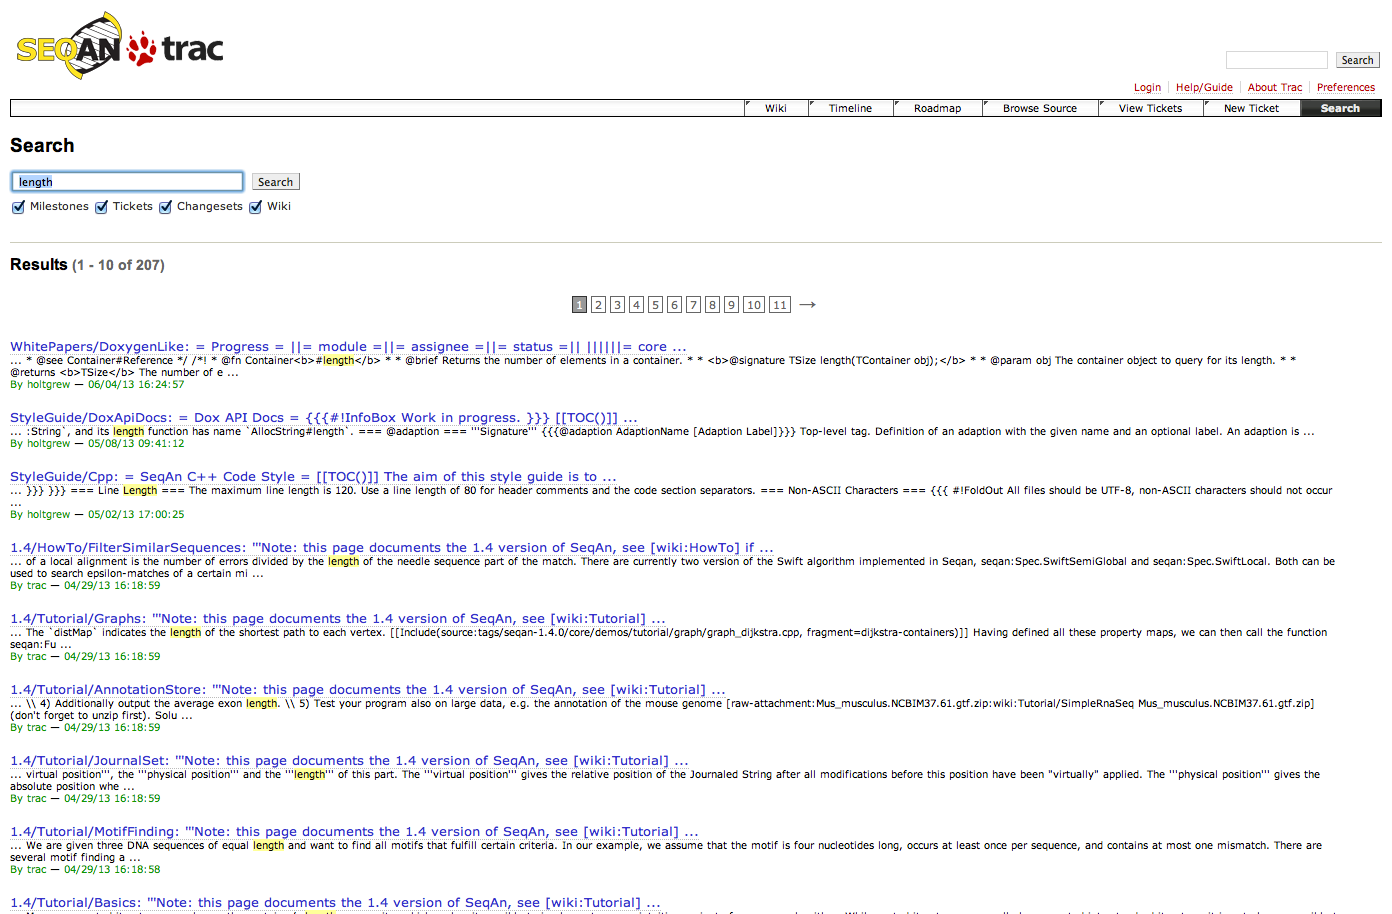 SEQAN trac
Search
Login Help/Guide About Trac Preferences
Wiki Timeline Roadmap Browse Source View Tickets New Ticket Search
Search
length Search
Milestones Tickets Changesets Wiki
Results (1 - 10 of 207)
1 2 3 4 5 6 7 8 9 10 11 →
WhitePapers/DoxygenLike: = Progress = ||= module =||= assignee =||= status =|| ||||||= core ...
... * @see Container#Reference */ /*! * @fn Container<b>#length</b> * * @brief Returns the number of elements in a container. * * <b>@signature TSize length(TContainer obj);</b> * * @param obj The container object to query for its length. * *
@returns <b>TSize</b> The number of e ...
By holtgrew — 06/04/13 16:24:57
StyleGuide/DoxApiDocs: = Dox API Docs = {{{#!InfoBox Work in progress. }}} [[TOC()]] ...
... :String`, and its length function has name `AllocString#length`. === @adaption === '''Signature''' {{{@adaption AdaptionName [Adaption Label]}}} Top-level tag. Definition of an adaption with the given name and an optional label. An adaption is ...
By holtgrew — 05/08/13 09:41:12
StyleGuide/Cpp: = SeqAn C++ Code Style = [[TOC()]] The aim of this style guide is to ...
... }}} }}} === Line Length === The maximum line length is 120. Use a line length of 80 for header comments and the code section separators. === Non-ASCII Characters === {{{ #!FoldOut All files should be UTF-8, non-ASCII characters should not occur
...
By holtgrew — 05/02/13 17:00:25
1.4/HowTo/FilterSimilarSequences: '''Note: this page documents the 1.4 version of SeqAn, see [wiki:HowTo] if ...
... of a local alignment is the number of errors divided by the length of the needle sequence part of the match. There are currently two version of the Swift algorithm implemented in Seqan, seqan:Spec.SwiftSemiGlobal and seqan:Spec.SwiftLocal. Both can be
used to search epsilon-matches of a certain mi ...
By trac — 04/29/13 16:18:59
1.4/Tutorial/Graphs: '''Note: this page documents the 1.4 version of SeqAn, see [wiki:Tutorial] ...
... The `distMap` indicates the length of the shortest path to each vertex. [[Include(source:tags/seqan-1.4.0/core/demos/tutorial/graph/graph_dijkstra.cpp, fragment=dijkstra-containers)]] Having defined all these property maps, we can then call the function
seqan:Fu ...
By trac — 04/29/13 16:18:59
1.4/Tutorial/AnnotationStore: '''Note: this page documents the 1.4 version of SeqAn, see [wiki:Tutorial] ...
... \\ 4) Additionally output the average exon length. \\ 5) Test your program also on large data, e.g. the annotation of the mouse genome [raw-attachment:Mus_musculus.NCBIM37.61.gtf.zip:wiki:Tutorial/SimpleRnaSeq Mus_musculus.NCBIM37.61.gtf.zip]
(don't forget to unzip first). Solu ...
By trac — 04/29/13 16:18:59
1.4/Tutorial/JournalSet: '''Note: this page documents the 1.4 version of SeqAn, see [wiki:Tutorial] ...
... virtual position''', the '''physical position''' and the '''length''' of this part. The '''virtual position''' gives the relative position of the Journaled String after all modifications before this position have been "virtually" applied. The '''physical position''' gives the
absolute position whe ...
By trac — 04/29/13 16:18:59
1.4/Tutorial/MotifFinding: '''Note: this page documents the 1.4 version of SeqAn, see [wiki:Tutorial] ...
... We are given three DNA sequences of equal length and want to find all motifs that fulfill certain criteria. In our example, we assume that the motif is four nucleotides long, occurs at least once per sequence, and contains at most one mismatch. There are
several motif finding a ...
By trac — 04/29/13 16:18:58
1.4/Tutorial/Basics: '''Note: this page documents the 1.4 version of SeqAn, see [wiki:Tutorial] ...